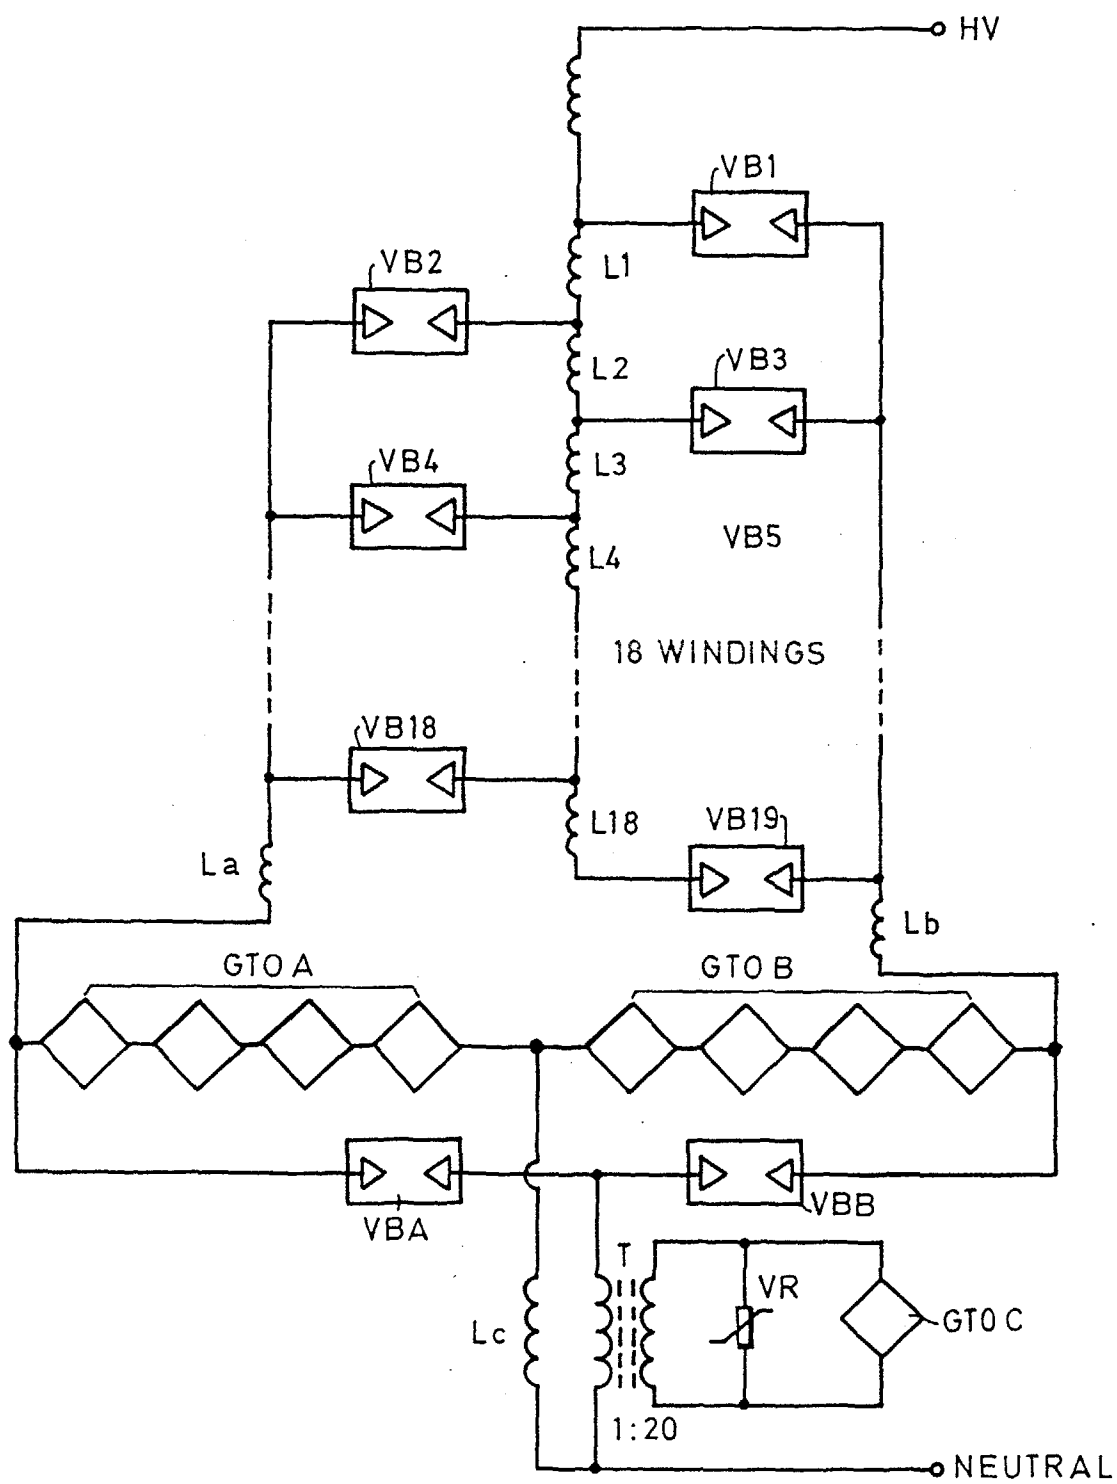 HV
VB1
VB2
L1
VB3
L2
VB4
L3
VB5
L4
18 WINDINGS
VB18
VB19
L18
La
Lb
GTO A
GTO B
VBA
VBB
T
VR
Lc
GTO C
1:20
NEUTRAL